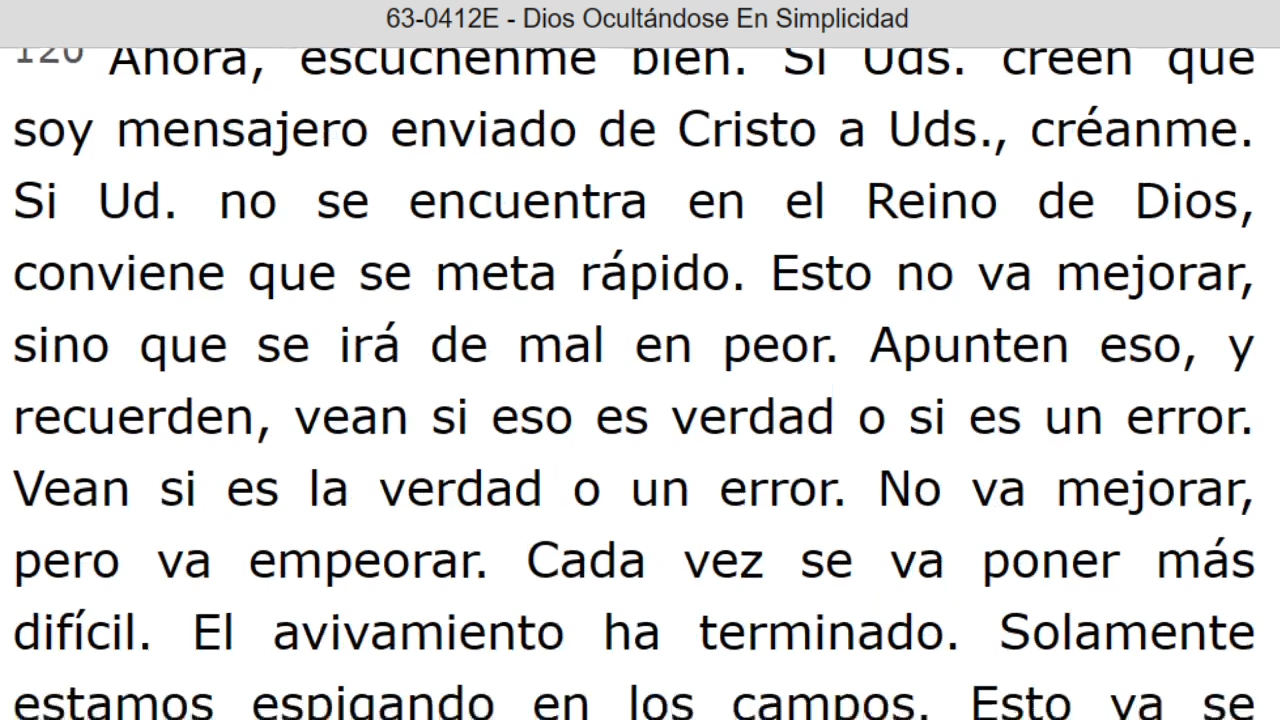 63-0412E - Dios Ocultándose En Simplicidad
120 Ahora, escúchenme bien. Si Uds. creen que
soy mensajero enviado de Cristo a Uds., créanme.
Si Ud. no se encuentra en el Reino de Dios,
conviene que se meta rápido. Esto no va mejorar,
sino que se irá de mal en peor. Apunten eso, y
recuerden, vean si eso es verdad o si es un error.
Vean si es la verdad o un error. No va mejorar,
pero va empeorar. Cada vez se va poner más
difícil. El avivamiento ha terminado. Solamente
estamos espigando en los campos. Esto ya se